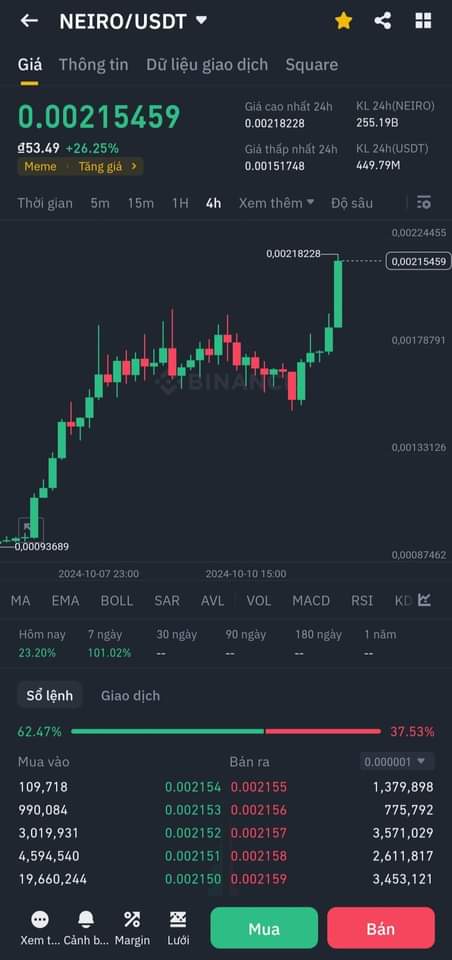 NEIRO/USDT
Giá Thông tin Dữ liệu giao dịch Square
0.00215459
₫53.49 +26.25%
Meme · Tăng giá
Giá cao nhất 24h
0.00218228
KL 24h(NEIRO)
255.19B
Giá thấp nhất 24h
0.00151748
KL 24h(USDT)
449.79M
Thời gian 5m 15m 1H 4h Xem thêm Độ sâu
0,00224455
0,00218228
0,00215459
0,00178791
BINANCE
0,00133126
0,00093689
0,00087462
2024-10-07 23:00 2024-10-10 15:00
MA EMA BOLL SAR AVL VOL MACD RSI KD
Hôm nay 7 ngày 30 ngày 90 ngày 180 ngày 1 năm
23.20% 101.02% -- -- -- --
Sổ lệnh Giao dịch
62.47% 37.53%
Mua vào Bán ra 0.000001
109,718 0.002154 0.002155 1,379,898
990,084 0.002153 0.002156 775,792
3,019,931 0.002152 0.002157 3,571,029
4,594,540 0.002151 0.002158 2,611,817
19,660,244 0.002150 0.002159 3,453,121
Xem t... Cảnh b... Margin Lưới Mua Bán